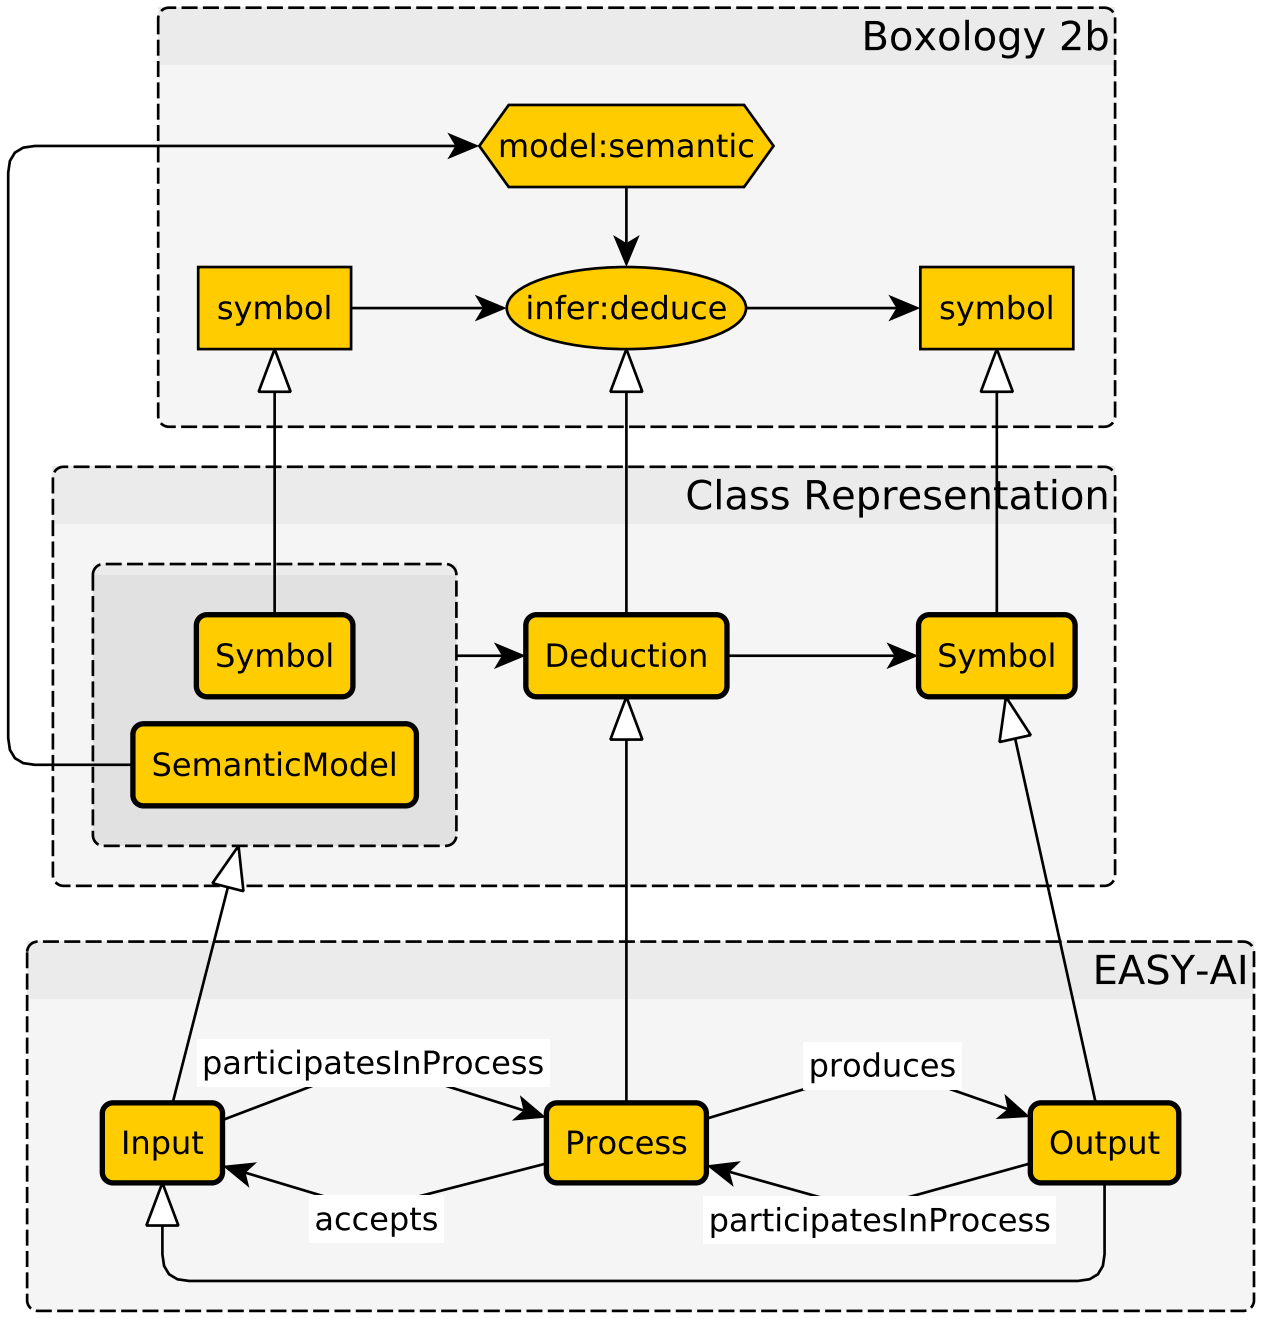 Boxology 2b
model:semantic
symbol
infer:deduce
symbol
Class Representation
Symbol
Deduction
Symbol
SemanticModel
EASY-AI
participatesInProcess
produces
Input
Process
Output
accepts
participatesInProcess